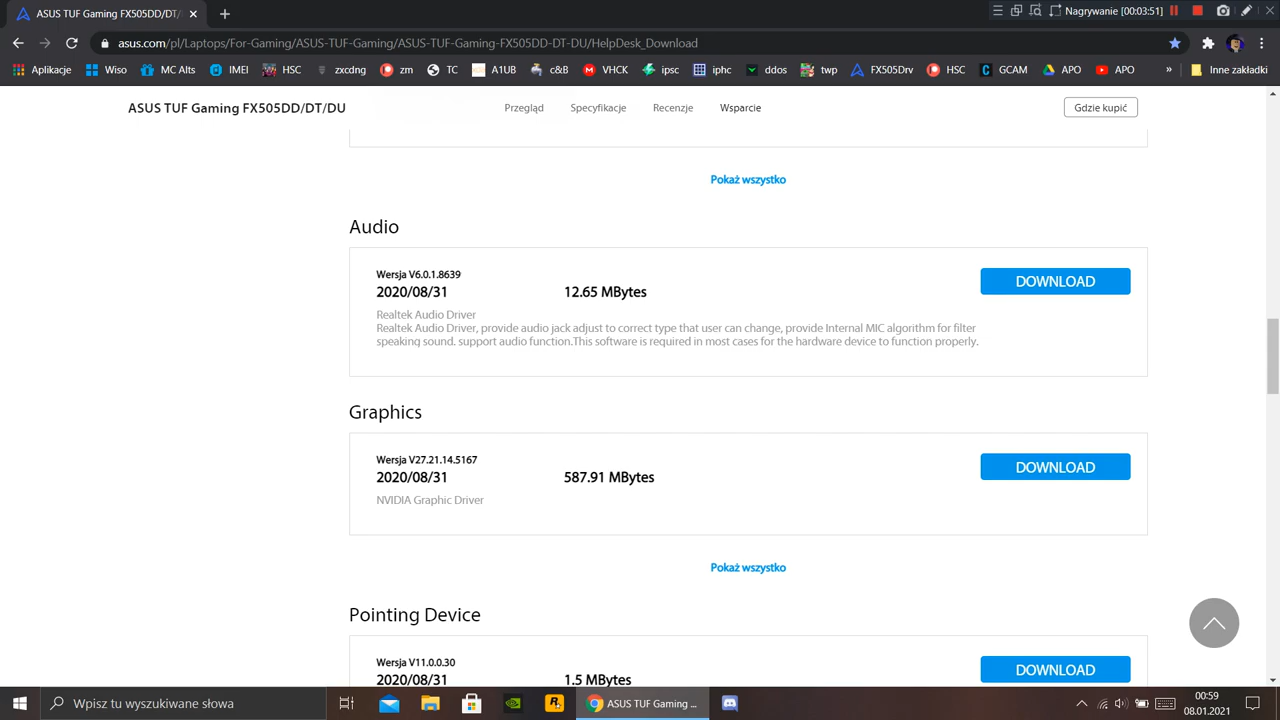 ASUS TUF Gaming FX505DD/DT/DU
Nagrywanie (00:03:51)
asus.com/pl/Laptops/For-Gaming/ASUS-TUF-Gaming/ASUS-TUF-Gaming-FX505DD-DT-DU/HelpDesk_Download
Aplikacje Wiso MC Alts IMEI HSC zxcdng zm TC A1UB c&B VHCK ipsc iphc ddos twp FX505Drv HSC GCAM APO APO » Inne zakładki
ASUS TUF Gaming FX505DD/DT/DU Przegląd Specyfikacje Recenzje Wsparcie Gdzie kupić
Pokaż wszystko
Audio
Wersja V6.0.1.8639
2020/08/31 12.65 MBytes DOWNLOAD
Realtek Audio Driver
Realtek Audio Driver, provide audio jack adjust to correct type that user can change, provide Internal MIC algorithm for filter
speaking sound. support audio function.This software is required in most cases for the hardware device to function properly.
Graphics
Wersja V27.21.14.5167
2020/08/31 587.91 MBytes DOWNLOAD
NVIDIA Graphic Driver
Pokaż wszystko
Pointing Device
Wersja V11.0.0.30
2020/08/31 1.5 MBytes DOWNLOAD
Wpisz tu wyszukiwane słowa ASUS TUF Gaming ... 00:59
08.01.2021